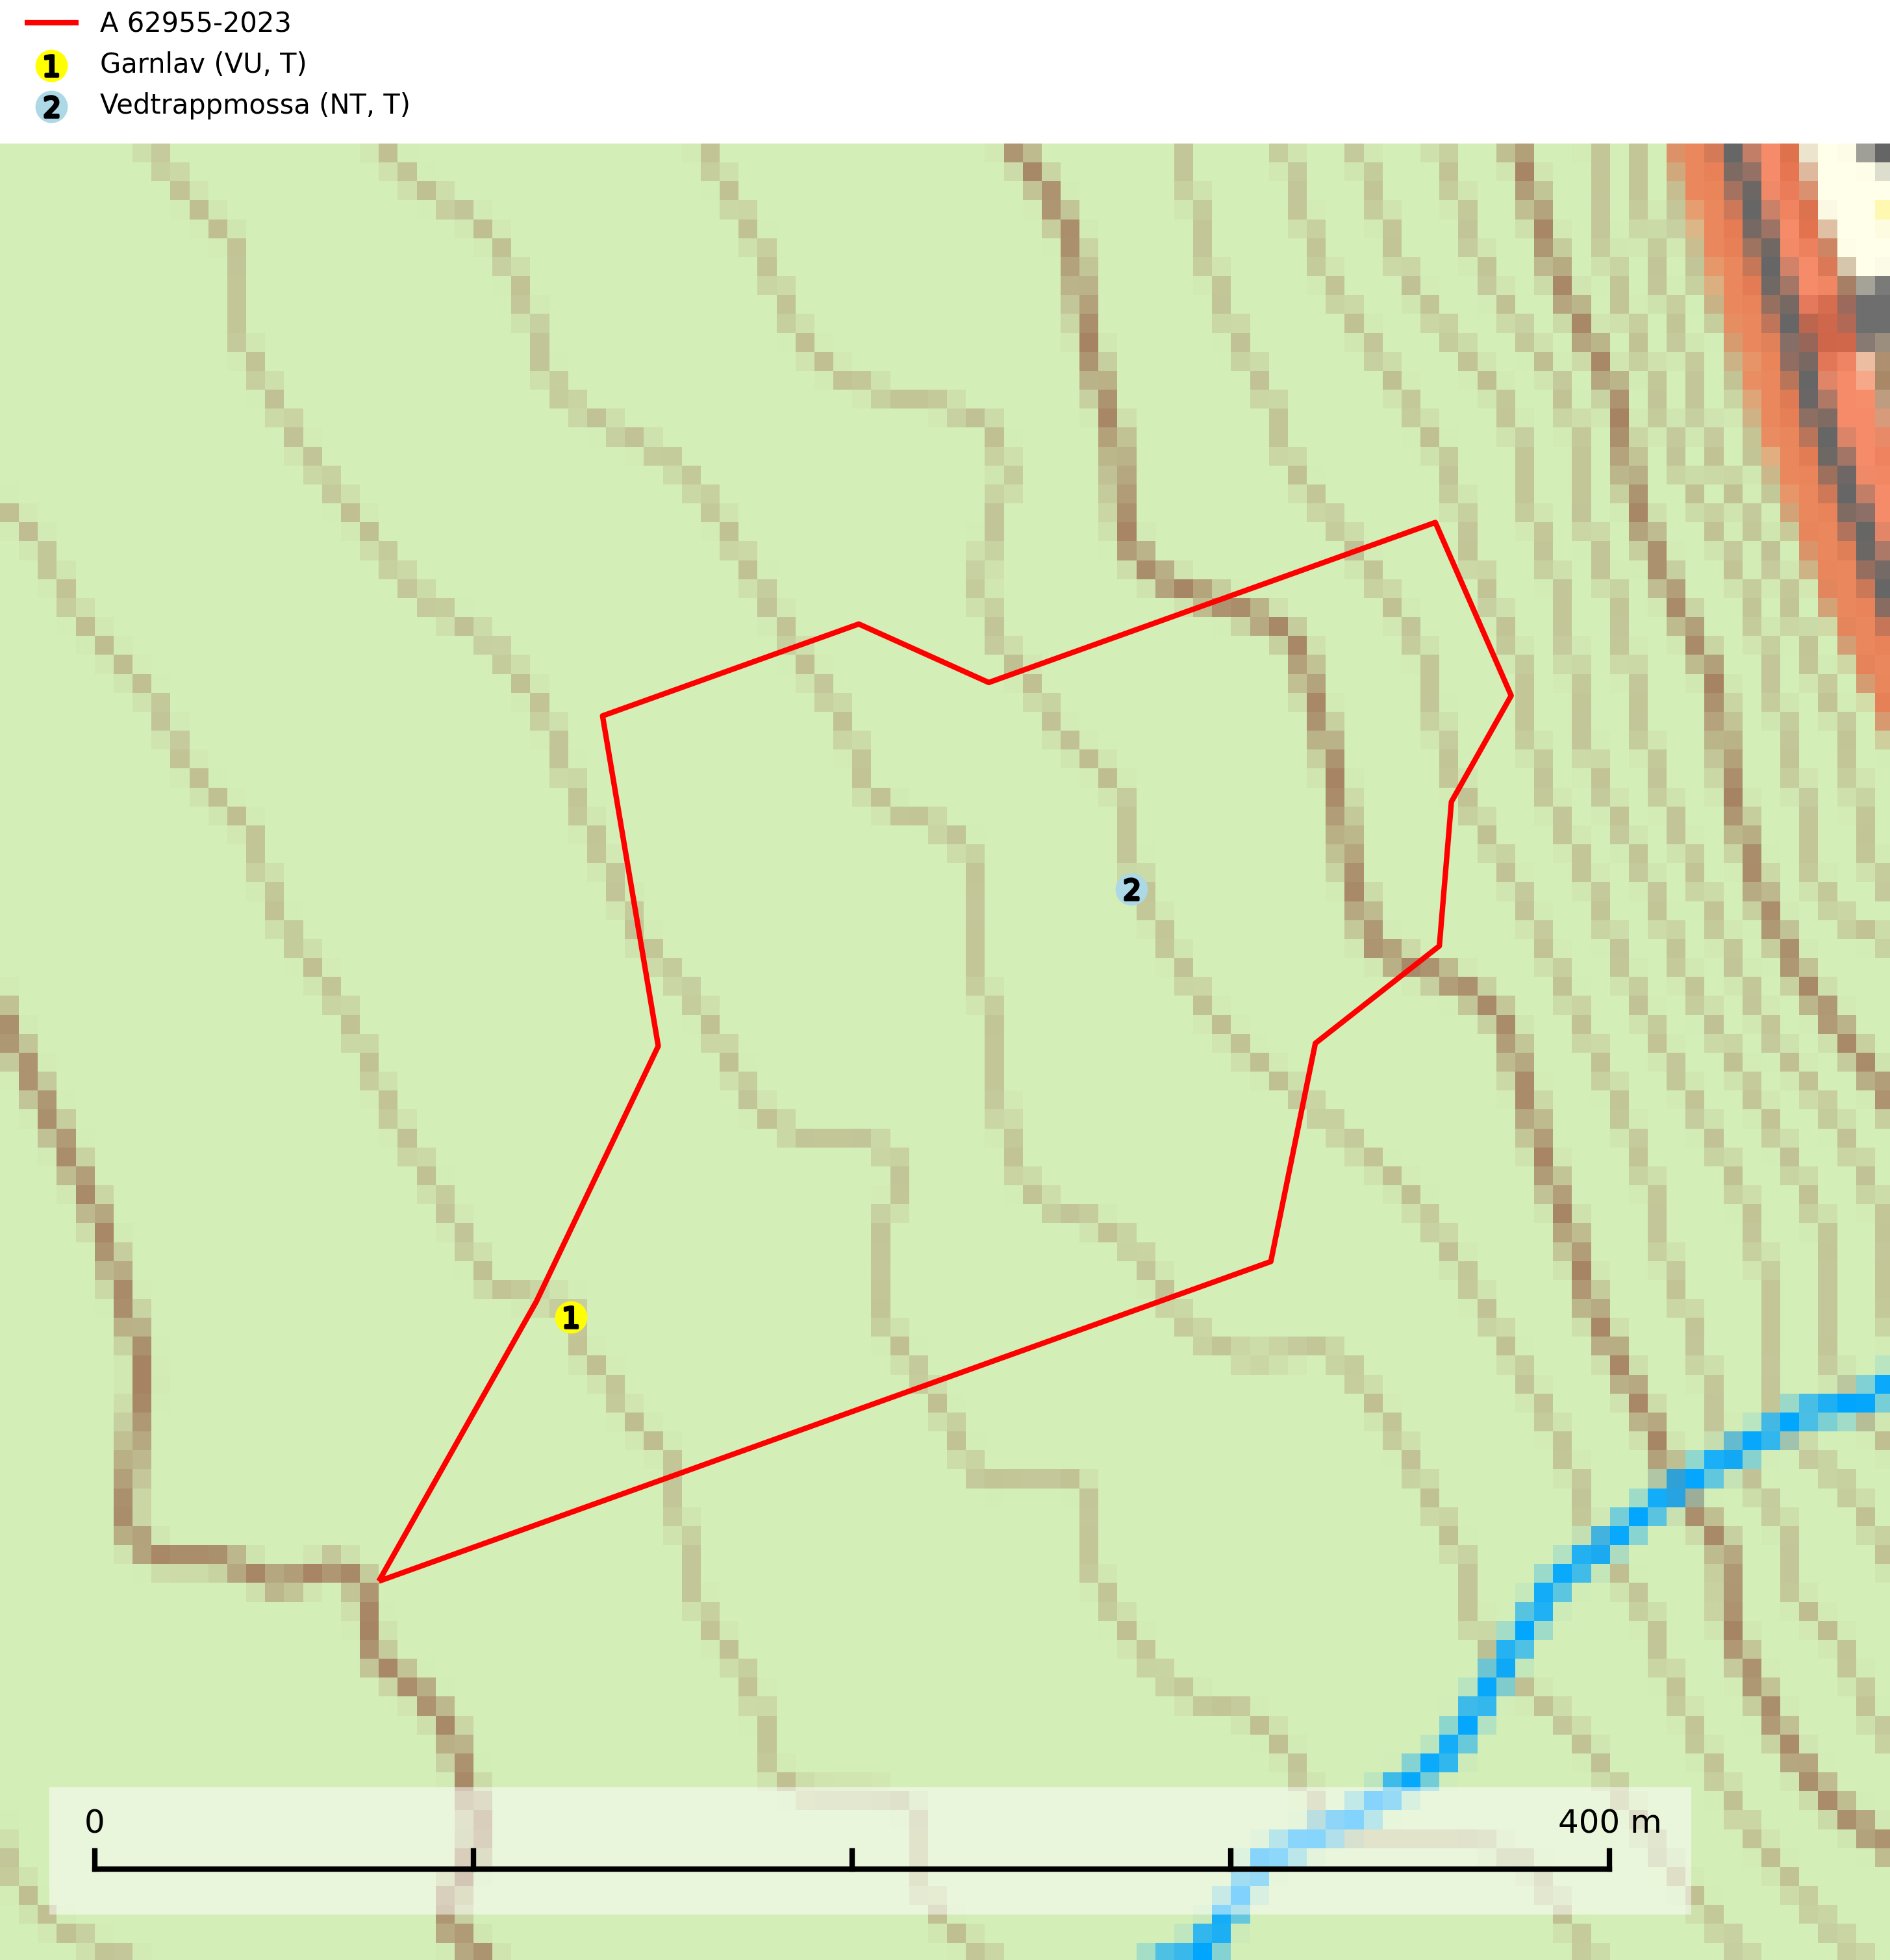 A 62955-2023
1 Garnlav (VU, T)
2 Vedtrappmossa (NT, T)
2
1
0 400 m